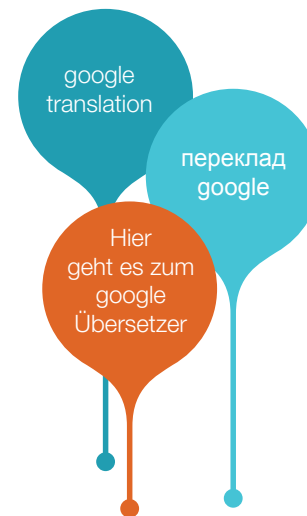 google
translation
переклад
google
Hier
geht es zum
google
Übersetzer